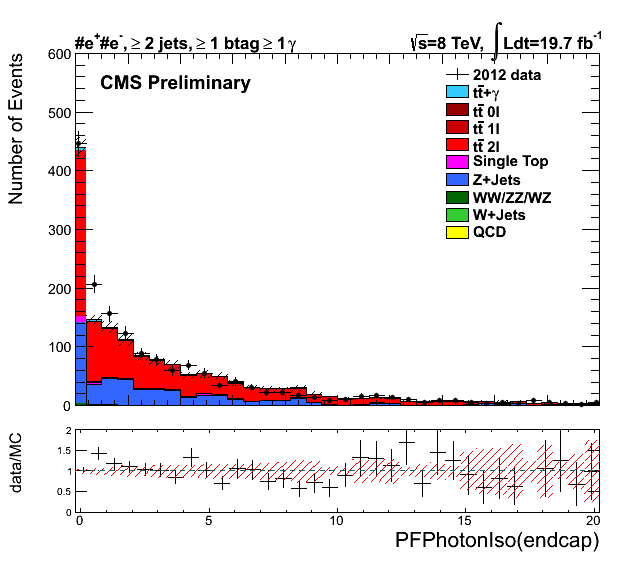 #e⁺#e⁻, ≥ 2 jets, ≥ 1 btag ≥ 1 γ
√s=8 TeV, ∫ Ldt=19.7 fb⁻¹
CMS Preliminary
2012 data
tt̄+γ
tt̄ 0l
tt̄ 1l
tt̄ 2l
Single Top
Z+Jets
WW/ZZ/WZ
W+Jets
QCD
Number of Events
600
500
400
300
200
100
0
data/MC
2
1.5
1
0.5
0
0 5 10 15 20
PFPhotonIso(endcap)